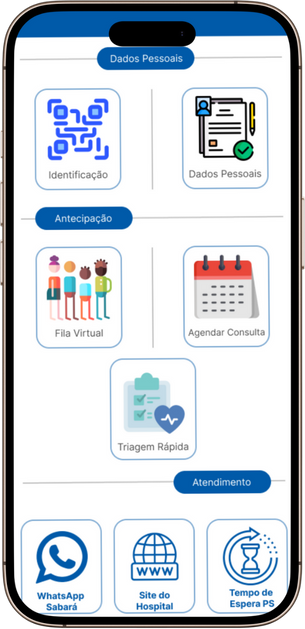 Dados Pessoais
Identificação
Dados Pessoais
Antecipação
Fila Virtual
Agendar Consulta
Triagem Rápida
Atendimento
WhatsApp
Sabará
WWW
Site do
Hospital
Tempo de
Espera PS